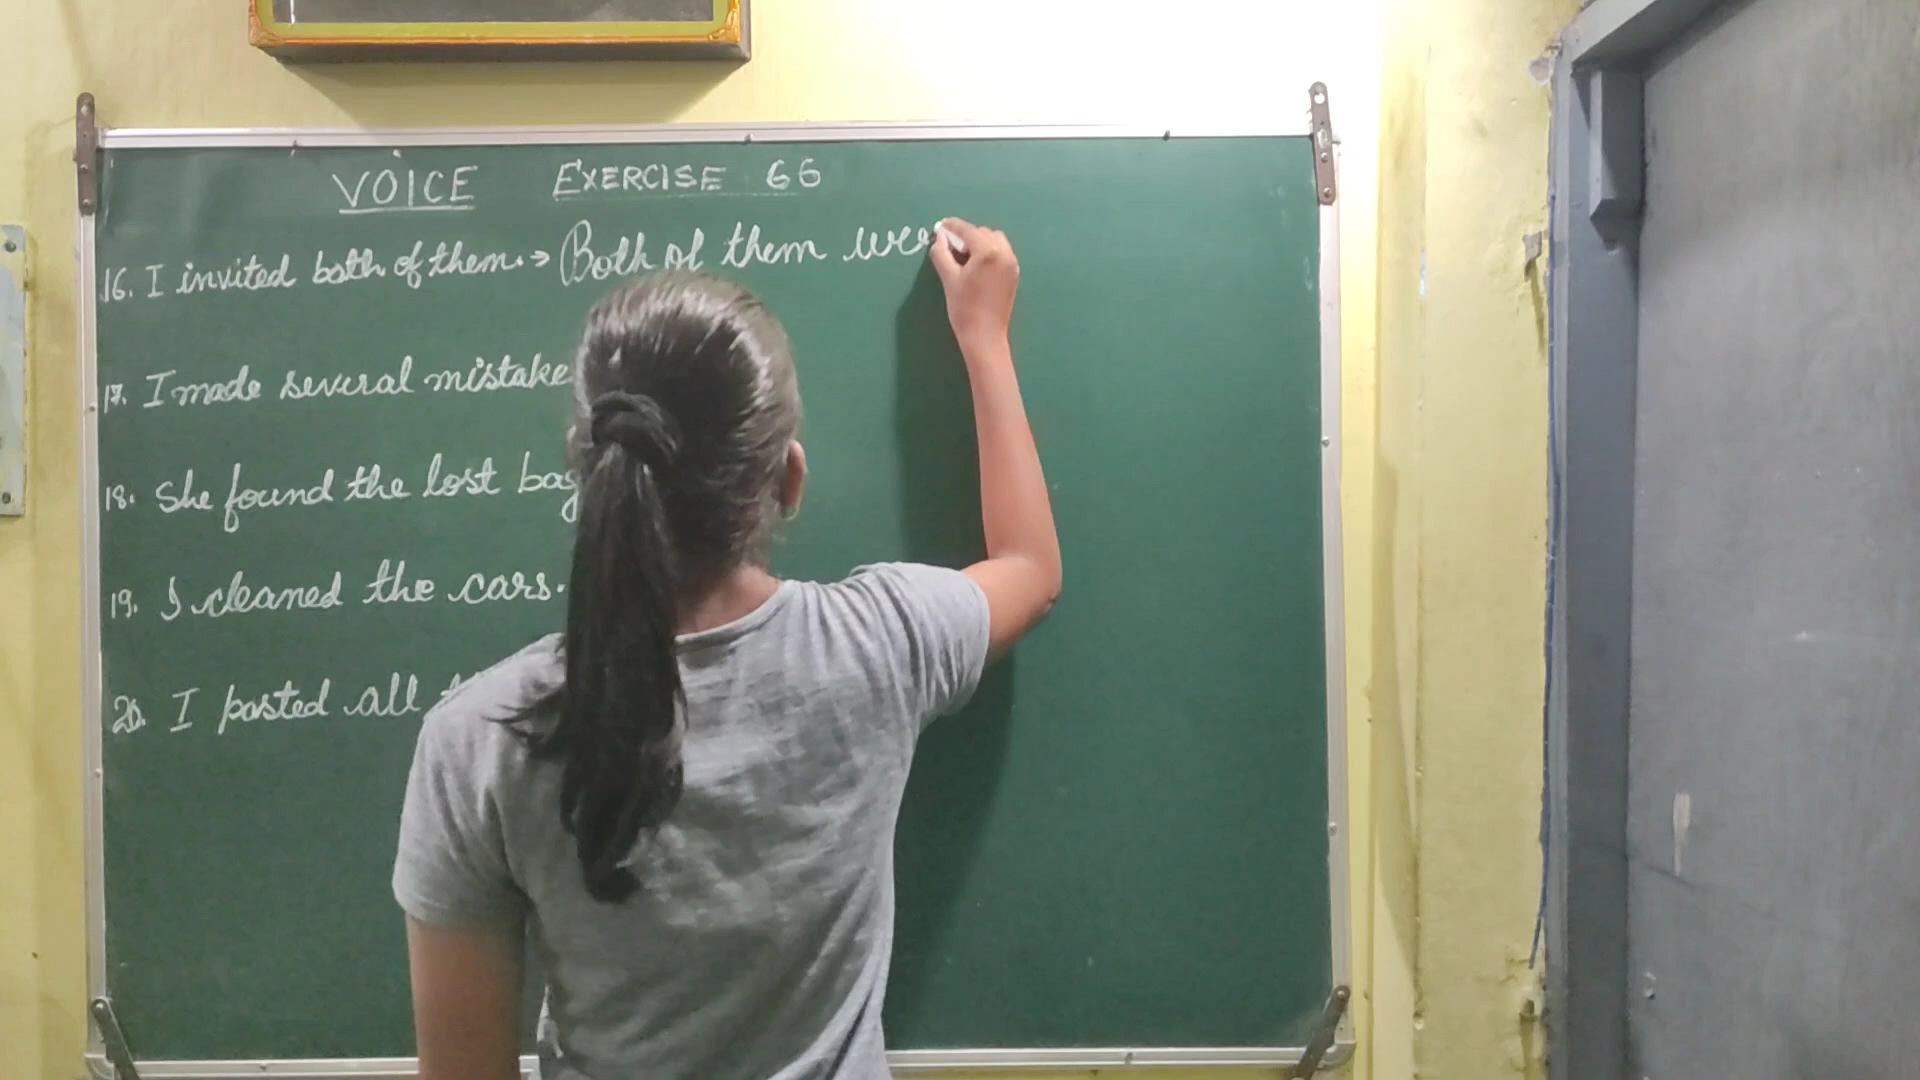 VOICE EXERCISE 66
16. I invited both of them. → Both of them wer
17. I made several mistake
18. She found the lost bag
19. I cleaned the cars.
20. I posted all